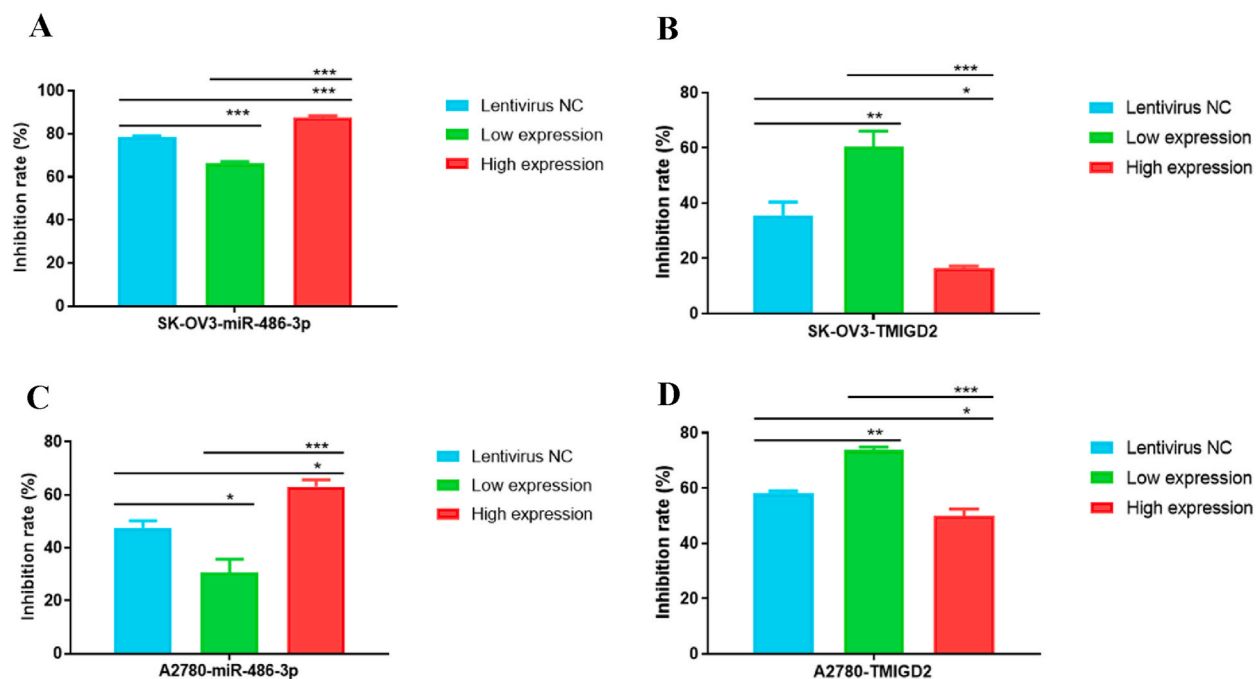 A
***
***
***
100
80
60
40
20
0
Inhibition rate (%)
SK-OV3-miR-486-3p
Lentivirus NC
Low expression
High expression
B
***
*
**
80
60
40
20
0
Inhibition rate (%)
SK-OV3-TMIGD2
Lentivirus NC
Low expression
High expression
C
***
*
*
80
60
40
20
0
Inhibition rate (%)
A2780-miR-486-3p
Lentivirus NC
Low expression
High expression
D
***
*
**
80
60
40
20
0
Inhibition rate (%)
A2780-TMIGD2
Lentivirus NC
Low expression
High expression